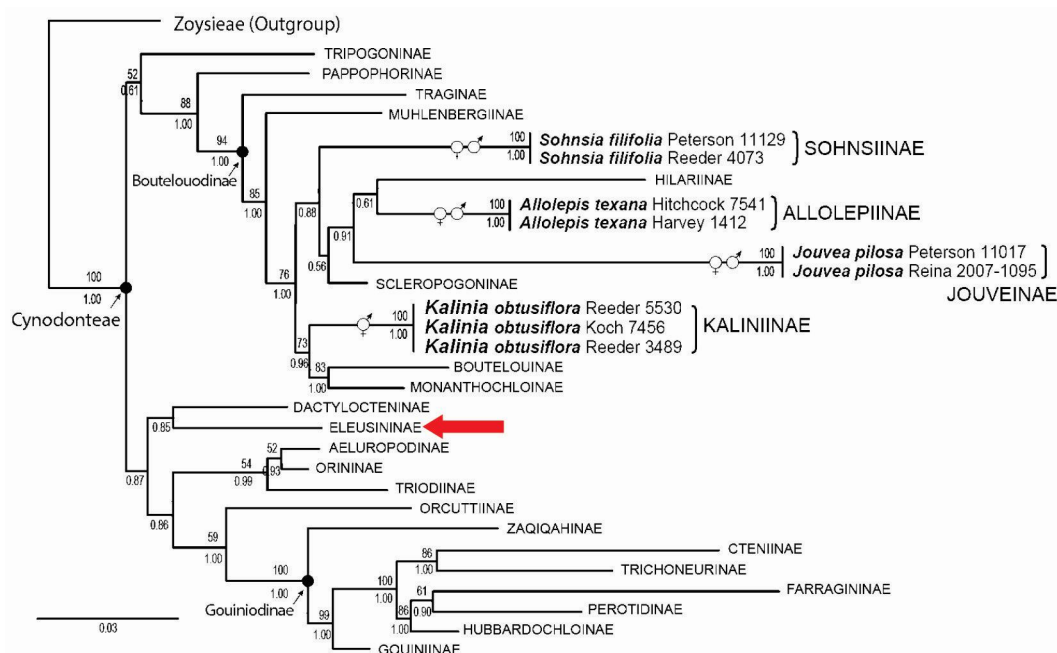 Zoysieae (Outgroup)
52
0.61
TRIPOGONINAE
88
1.00
PAPPOPHORINAE
94
1.00
TRAGINAE
Boutelouodinae
85
1.00
MUHLENBERGIINAE
100
1.00
Sohnsia filifolia Peterson 11129
Sohnsia filifolia Reeder 4073
SOHNSIINAE
0.88
0.61
HILARIINAE
100
1.00
Allolepis texana Hitchcock 7541
Allolepis texana Harvey 1412
ALLOLEPIINAE
0.91
100
1.00
Jouvea pilosa Peterson 11017
Jouvea pilosa Reina 2007-1095
JOUVEINAE
0.56
SCLEROPOGONINAE
76
1.00
100
1.00
Cynodonteae
100
1.00
Kalinia obtusiflora Reeder 5530
Kalinia obtusiflora Koch 7456
Kalinia obtusiflora Reeder 3489
KALINIINAE
73
0.96
83
1.00
BOUTELOUINAE
MONANTHOCHLOINAE
DACTYLOCTENINAE
0.85
ELEUSININAE
0.87
52
0.93
AELUROPODINAE
ORININAE
54
0.99
TRIODIINAE
0.86
ORCUTTIINAE
59
1.00
ZAQIQAHINAE
100
1.00
Gouiniodinae
86
1.00
CTENIINAE
TRICHONEURINAE
100
1.00
61
0.90
FARRAGININAE
PEROTIDINAE
86
1.00
HUBBARDOCHLOINAE
99
1.00
GOUINIINAE
0.03